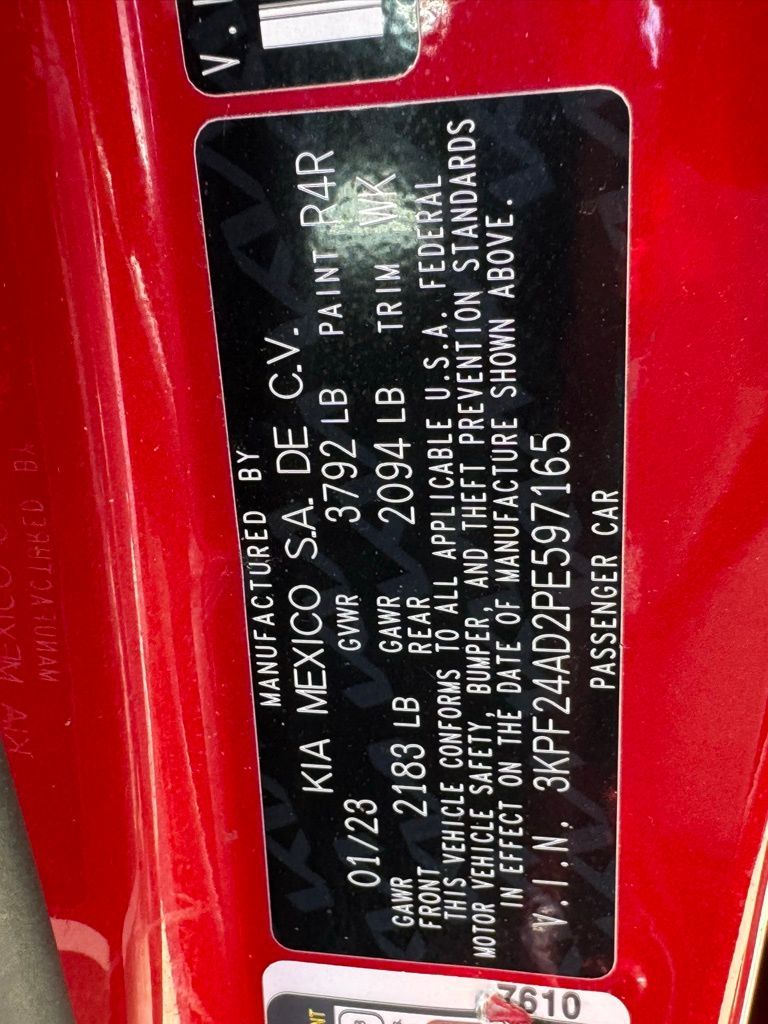 V.I
MANUFACTURED BY
KIA MEXICO S.A. DE C.V.
01/23 GVWR 3792 LB PAINT R4R
GAWR FRONT 2183 LB GAWR REAR 2094 LB TRIM WK
THIS VEHICLE CONFORMS TO ALL APPLICABLE U.S.A. FEDERAL
MOTOR VEHICLE SAFETY, BUMPER, AND THEFT PREVENTION STANDARDS
IN EFFECT ON THE DATE OF MANUFACTURE SHOWN ABOVE.
V.I.N. 3KPF24AD2PE597165
PASSENGER CAR
7610